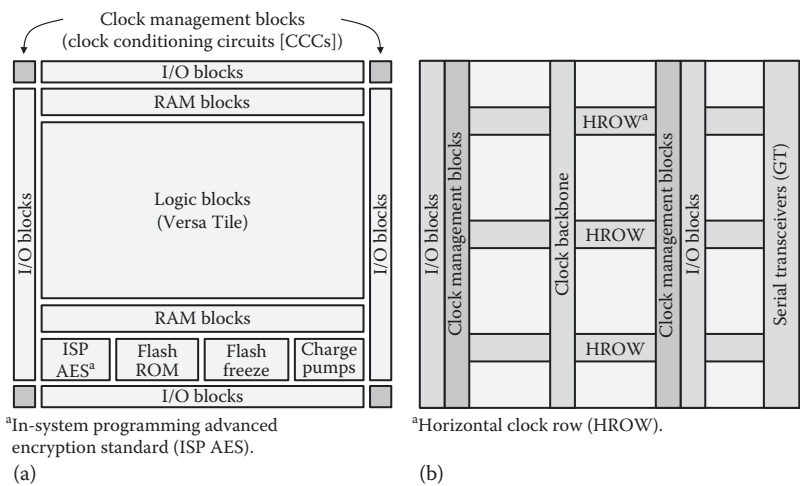 Clock management blocks
(clock conditioning circuits [CCCs])
I/O blocks
RAM blocks
I/O blocks
Logic blocks
(Versa Tile)
I/O blocks
RAM blocks
ISP
AESᵃ
Flash
ROM
Flash
freeze
Charge
pumps
I/O blocks
ᵃIn-system programming advanced
encryption standard (ISP AES).
(a)
I/O blocks
Clock management blocks
Clock backbone
HROWᵃ
HROW
HROW
Clock management blocks
I/O blocks
Serial transceivers (GT)
ᵃHorizontal clock row (HROW).
(b)